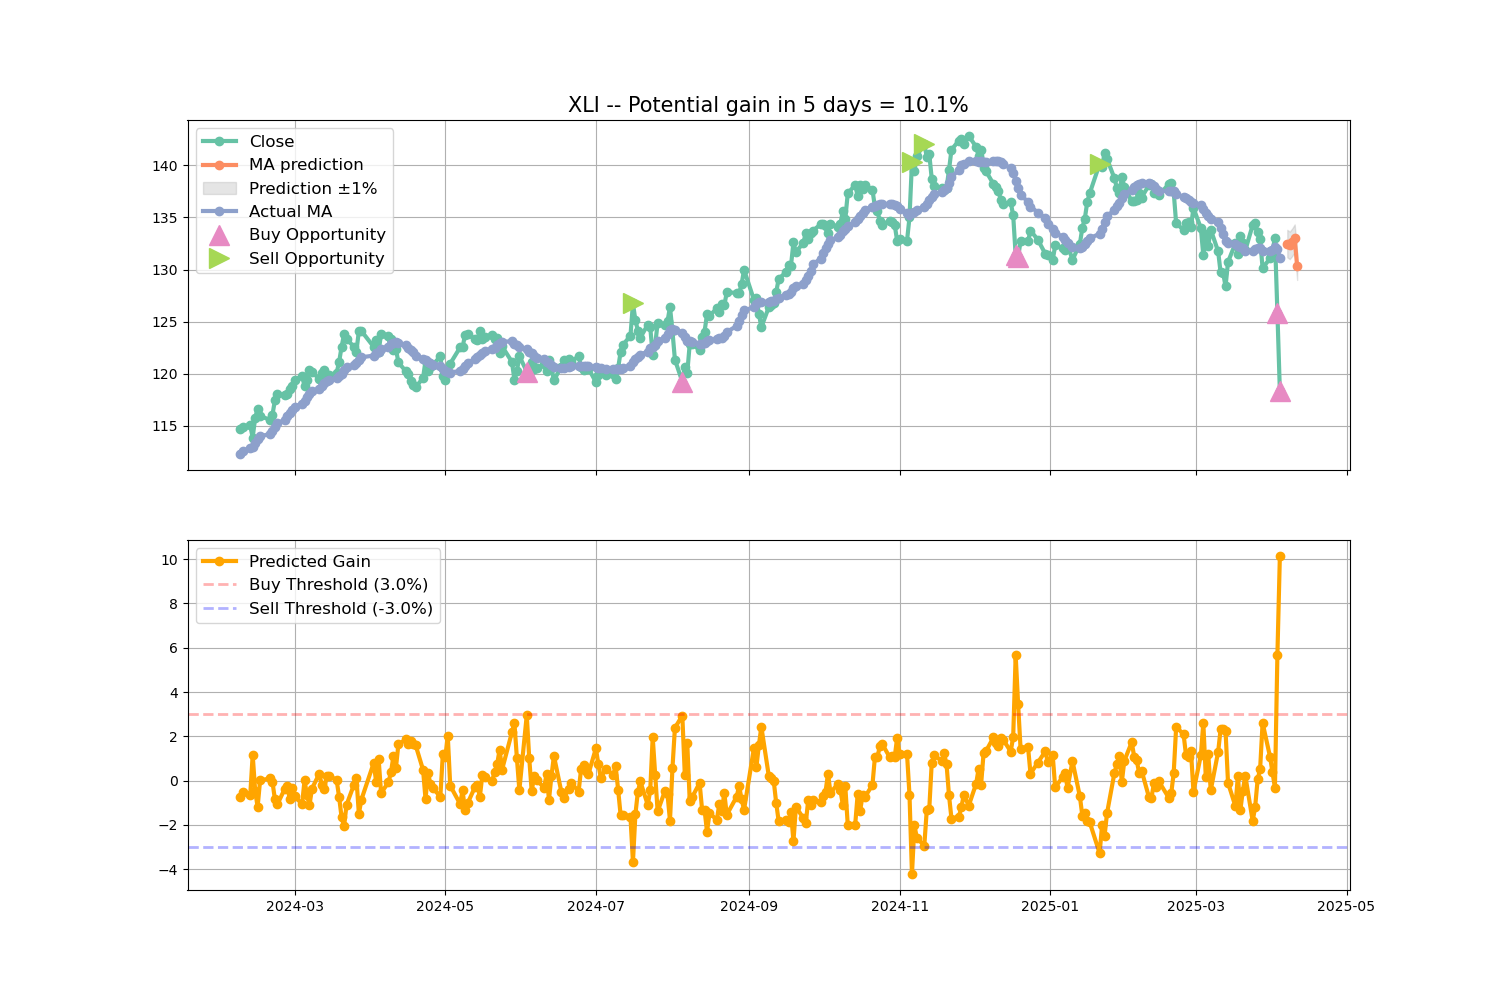 XLI -- Potential gain in 5 days = 10.1%
Close
MA prediction
Prediction ±1%
Actual MA
Buy Opportunity
Sell Opportunity
140
135
130
125
120
115
Predicted Gain
Buy Threshold (3.0%)
Sell Threshold (-3.0%)
10
8
6
4
2
0
−2
−4
2024-03
2024-05
2024-07
2024-09
2024-11
2025-01
2025-03
2025-05